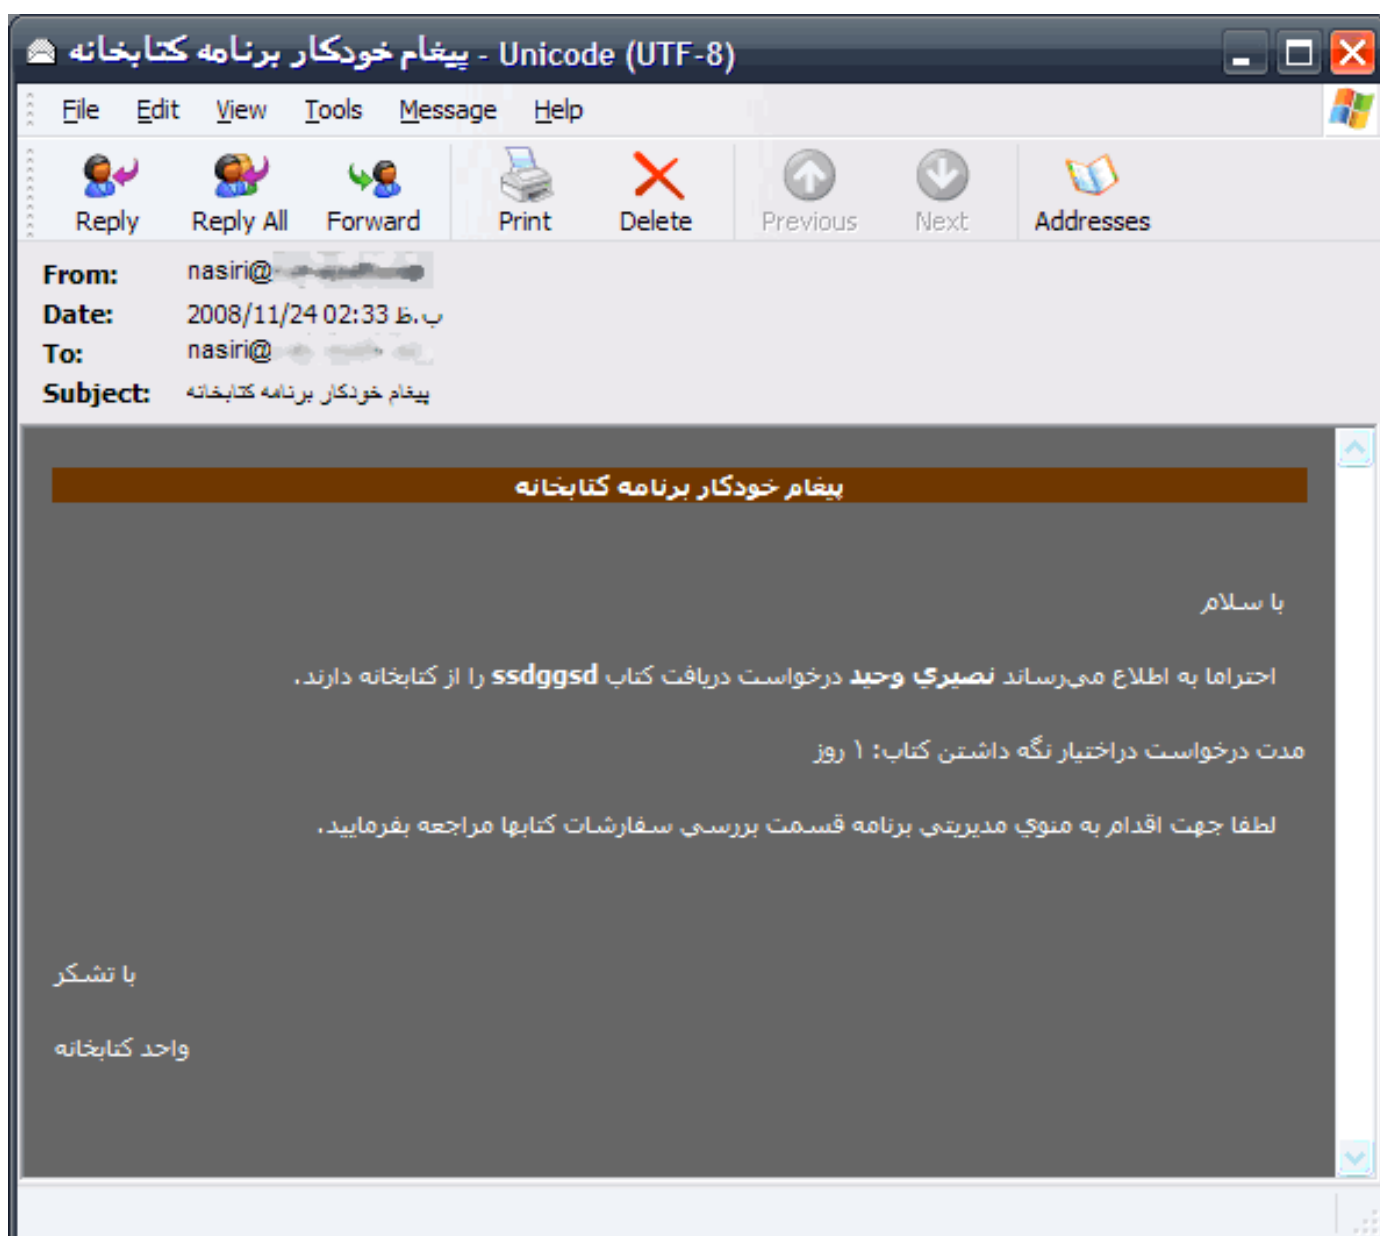 پیغام خودکار برنامه کتابخانه - Unicode (UTF-8)
File Edit View Tools Message Help
Reply Reply All Forward Print Delete Previous Next Addresses
From: nasiri@
Date: 2008/11/24 02:33 ب.ظ
To: nasiri@
Subject: پیغام خودکار برنامه کتابخانه
پیغام خودکار برنامه کتابخانه
با سلام
احتراما به اطلاع می‌رساند نصيري وحيد درخواست دریافت کتاب ssdggsd را از کتابخانه دارند.
مدت درخواست دراختیار نگه داشتن کتاب: ۱ روز
لطفا جهت اقدام به منوي مدیریتی برنامه قسمت بررسی سفارشات کتابها مراجعه بفرمایید.
با تشکر
واحد کتابخانه